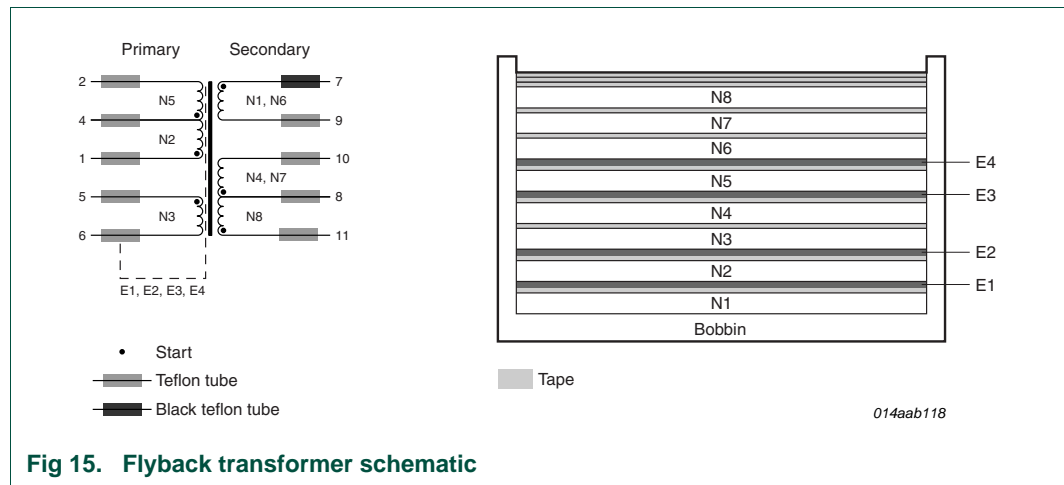 Primary Secondary
2
N5
4
N2
1
5
N3
6
E1, E2, E3, E4
7
N1, N6
9
10
N4, N7
8
N8
11
Start
Teflon tube
Black teflon tube
N8
N7
N6
E4
N5
E3
N4
N3
E2
N2
E1
N1
Bobbin
Tape
014aab118
Fig 15. Flyback transformer schematic